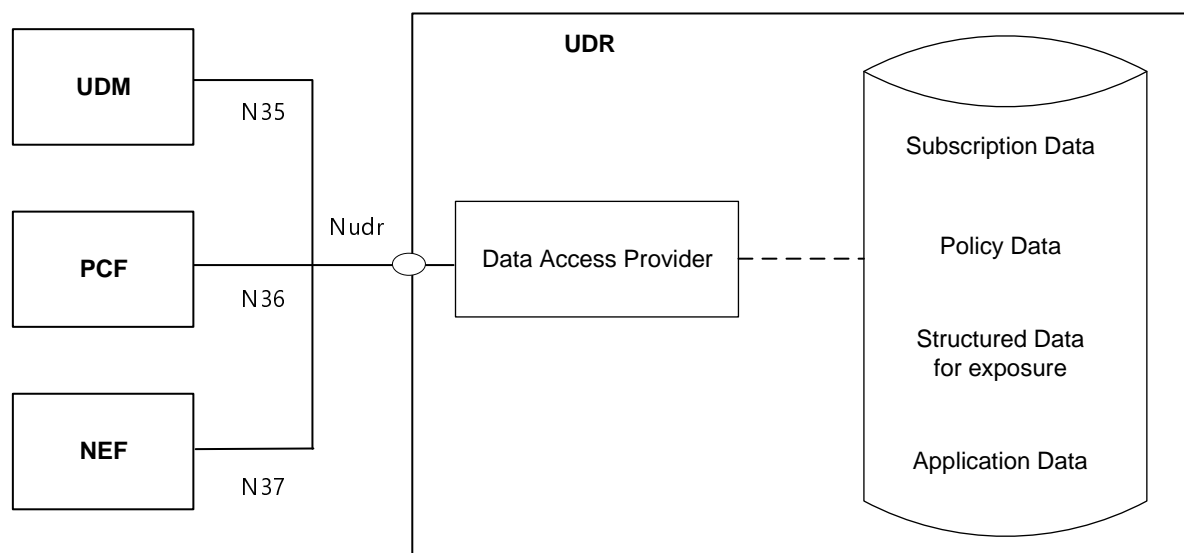 UDR
UDM
N35
Subscription Data
Nudr
PCF
Data Access Provider
Policy Data
N36
Structured Data
for exposure
NEF
Application Data
N37